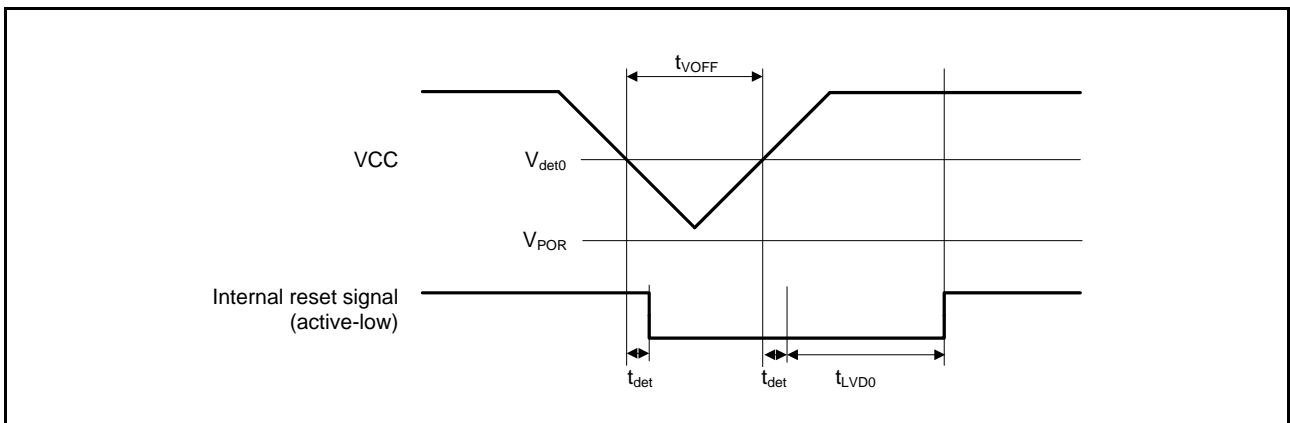 tVOFF
VCC
Vdet0
VPOR
Internal reset signal
(active-low)
tdet
tdet
tLVD0